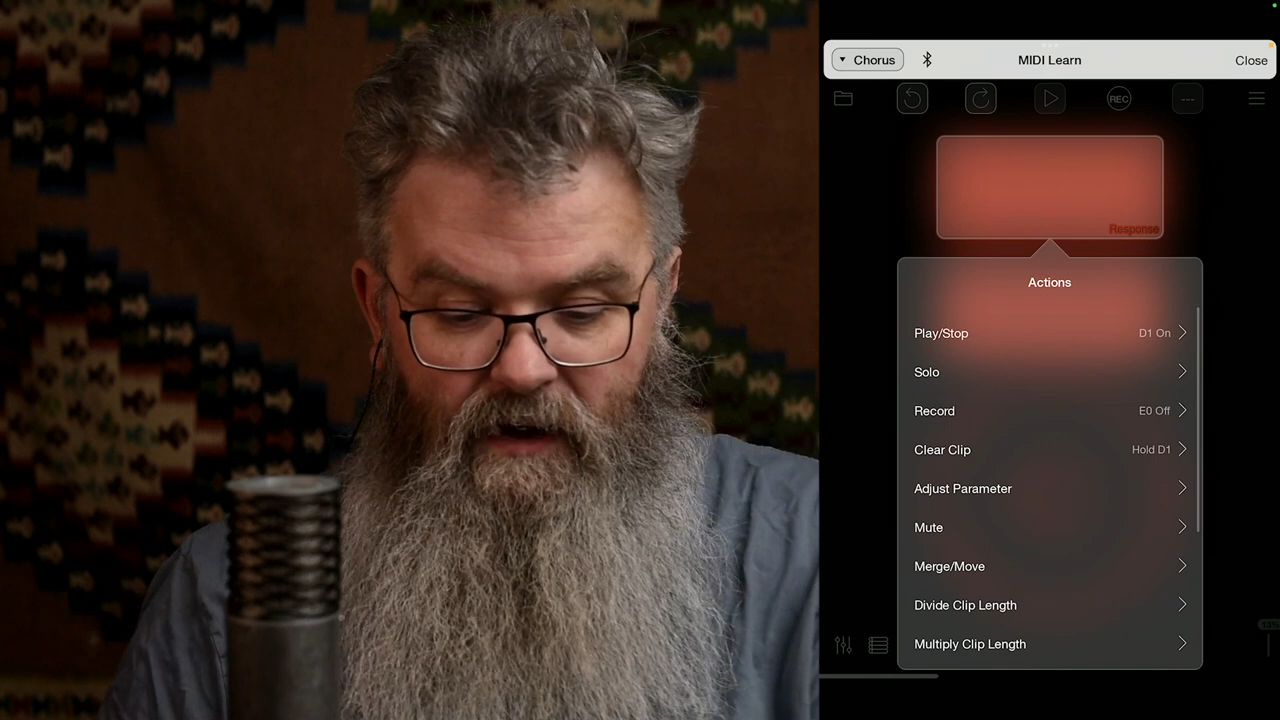 ▼ Chorus MIDI Learn Close
REC ---
Response
Actions
Play/Stop D1 On
Solo
Record E0 Off
Clear Clip Hold D1
Adjust Parameter
Mute
Merge/Move
Divide Clip Length
Multiply Clip Length